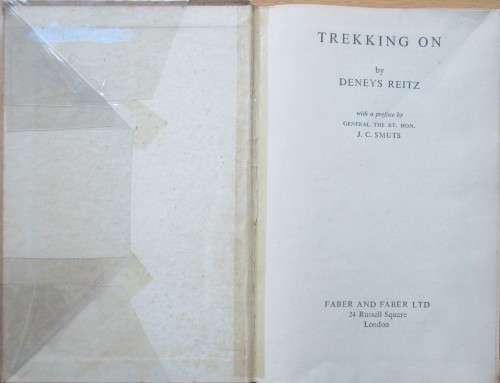 TREKKING ON
by
DENEYS REITZ
with a preface by
GENERAL THE RT. HON.
J. C. SMUTS
FABER AND FABER LTD
24 Russell Square
London